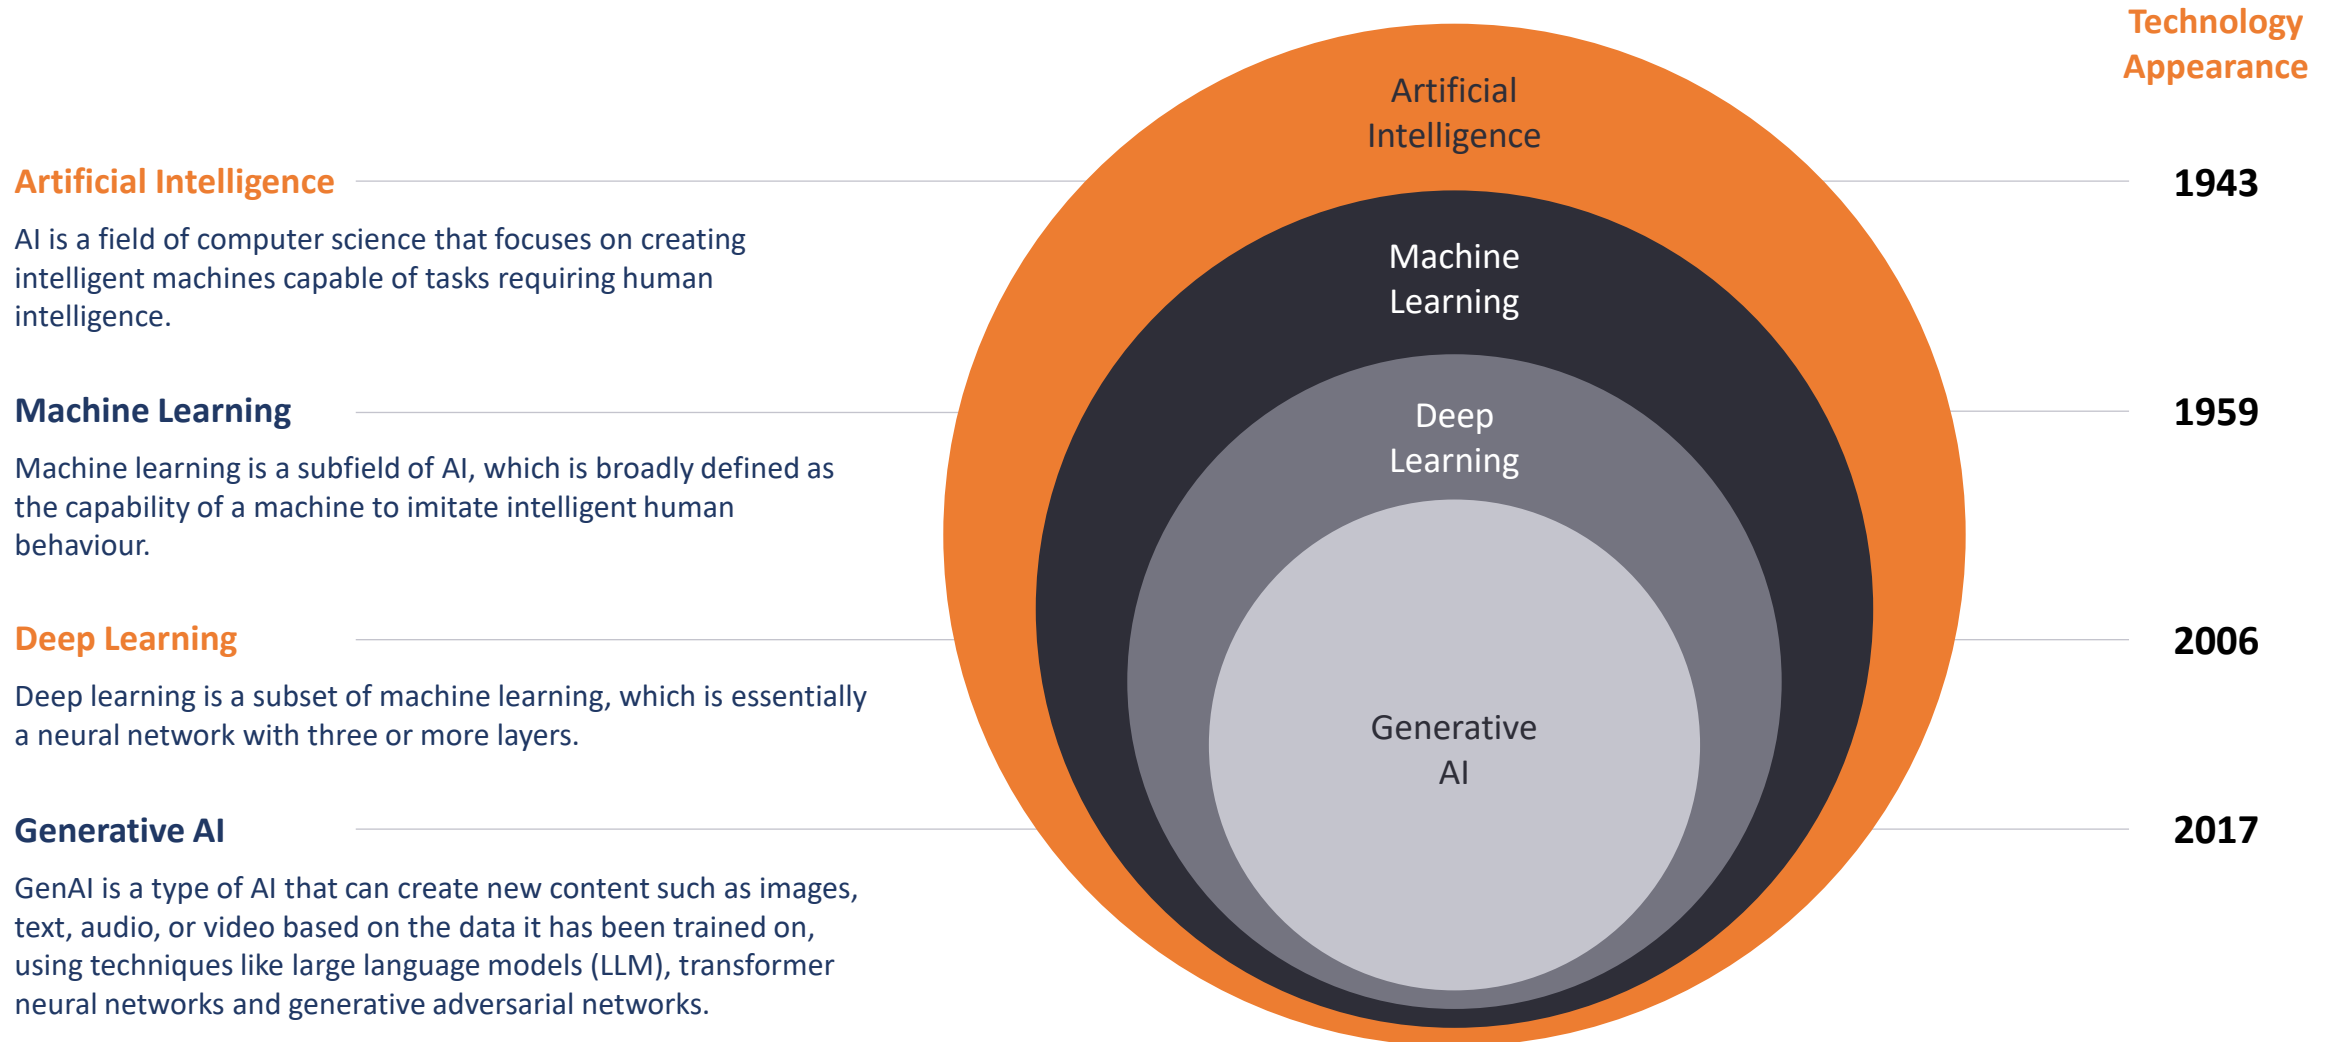 Technology
Appearance
Artificial
Intelligence
Artificial Intelligence
1943
AI is a field of computer science that focuses on creating
intelligent machines capable of tasks requiring human
intelligence.
Machine
Learning
Machine Learning
1959
Machine learning is a subfield of AI, which is broadly defined as
the capability of a machine to imitate intelligent human
behaviour.
Deep
Learning
Deep Learning
2006
Deep learning is a subset of machine learning, which is essentially
a neural network with three or more layers.
Generative
AI
Generative AI
2017
GenAI is a type of AI that can create new content such as images,
text, audio, or video based on the data it has been trained on,
using techniques like large language models (LLM), transformer
neural networks and generative adversarial networks.